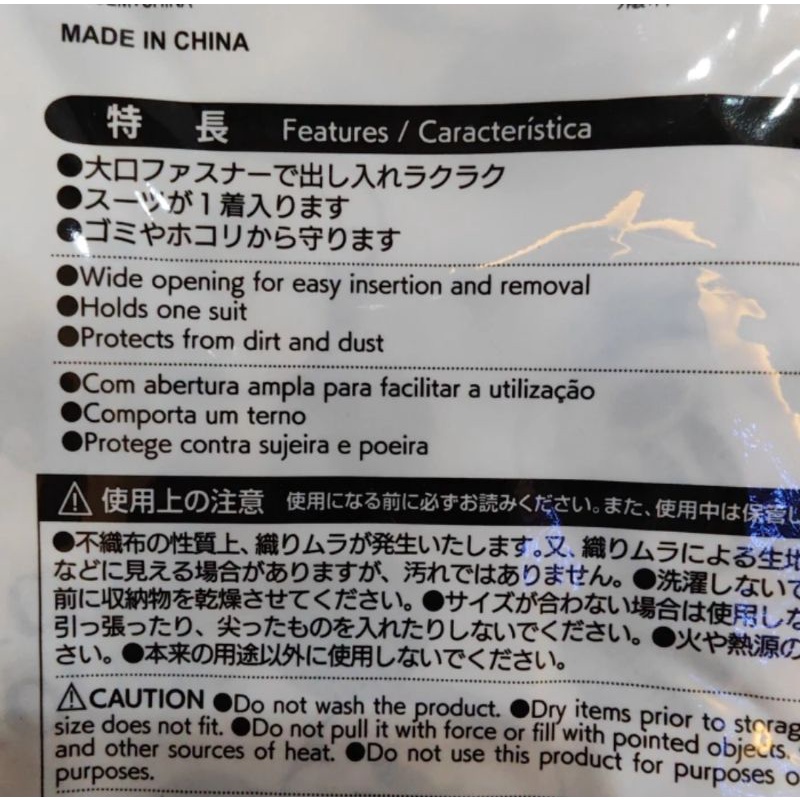 MADE IN CHINA
特長 Features / Característica
●大口ファスナーで出し入れラクラク
●スーツが1着入ります
●ゴミやホコリから守ります
●Wide opening for easy insertion and removal
●Holds one suit
●Protects from dirt and dust
●Com abertura ampla para facilitar a utilização
●Comporta um terno
●Protege contra sujeira e poeira
⚠使用上の注意 使用になる前に必ずお読みください。また、使用中は保管し
●不織布の性質上、織りムラが発生いたします。又、織りムラによる生地
などに見える場合がありますが、汚れではありません。●洗濯しないで
前に収納物を乾燥させてください。●サイズが合わない場合は使用しな
引っ張ったり、尖ったものを入れたりしないでください。●火や熱源の
さい。●本来の用途以外に使用しないでください。
⚠CAUTION ●Do not wash the product. ●Dry items prior to storag
size does not fit. ●Do not pull it with force or fill with pointed objects.
and other sources of heat. ●Do not use this product for purposes o
purposes.